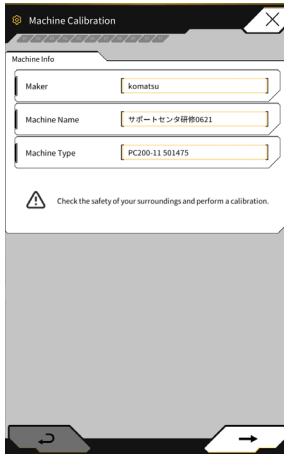 Machine Calibration
Machine Info
Maker
komatsu
Machine Name
サポートセンタ研修0621
Machine Type
PC200-11 501475
Check the safety of your surroundings and perform a calibration.